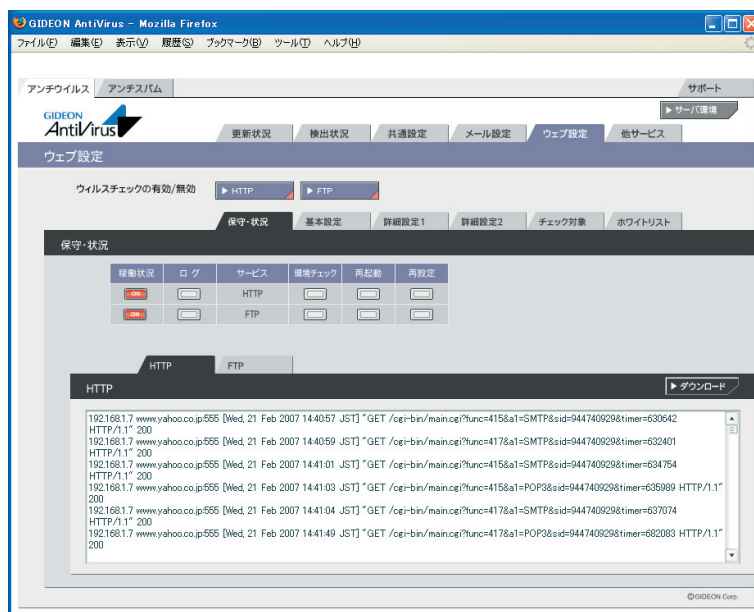 GIDEON AntiVirus - Mozilla Firefox
ファイル(F) 編集(E) 表示(V) 履歴(S) ブックマーク(B) ツール(T) ヘルプ(H)
アンチウイルス アンチスパム サポート
GIDEON
AntiVirus
▶ サーバ環境
更新状況 検出状況 共通設定 メール設定 ウェブ設定 他サービス
ウェブ設定
ウィルスチェックの有効/無効 ▶ HTTP ▶ FTP
保守・状況 基本設定 詳細設定1 詳細設定2 チェック対象 ホワイトリスト
保守・状況
稼働状況 ログ サービス 環境チェック 再起動 再設定
ON HTTP
ON FTP
HTTP FTP
HTTP ▶ ダウンロード
192.168.1.7 www.yahoo.co.jp:555 [Wed, 21 Feb 2007 14:40:57 JST] "GET /cgi-bin/main.cgi?func=415&a1=SMTP&sid=944740929&timer=630642
HTTP/1.1" 200
192.168.1.7 www.yahoo.co.jp:555 [Wed, 21 Feb 2007 14:40:59 JST] "GET /cgi-bin/main.cgi?func=417&a1=SMTP&sid=944740929&timer=632401
HTTP/1.1" 200
192.168.1.7 www.yahoo.co.jp:555 [Wed, 21 Feb 2007 14:41:01 JST] "GET /cgi-bin/main.cgi?func=415&a1=SMTP&sid=944740929&timer=634754
HTTP/1.1" 200
192.168.1.7 www.yahoo.co.jp:555 [Wed, 21 Feb 2007 14:41:03 JST] "GET /cgi-bin/main.cgi?func=415&a1=POP3&sid=944740929&timer=635989 HTTP/1.1"
200
192.168.1.7 www.yahoo.co.jp:555 [Wed, 21 Feb 2007 14:41:04 JST] "GET /cgi-bin/main.cgi?func=417&a1=SMTP&sid=944740929&timer=637074
HTTP/1.1" 200
192.168.1.7 www.yahoo.co.jp:555 [Wed, 21 Feb 2007 14:41:49 JST] "GET /cgi-bin/main.cgi?func=417&a1=POP3&sid=944740929&timer=682083 HTTP/1.1"
200
©GIDEON Corp.